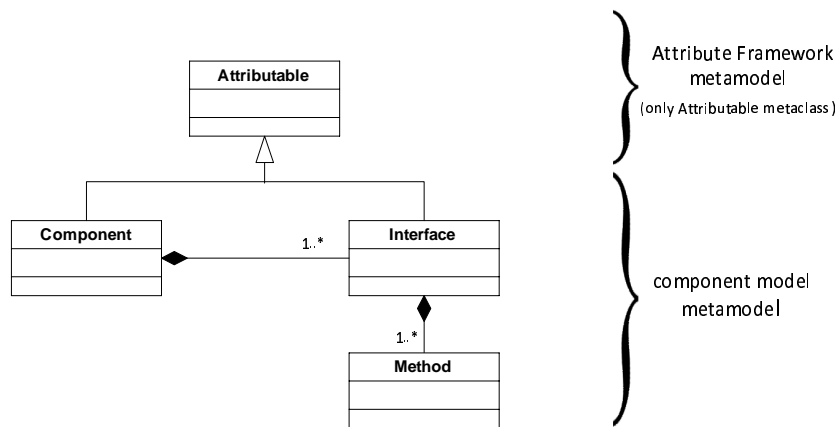 Attributable
Attribute Framework
metamodel
(only Attributable metaclass)
Component
1..*
Interface
component model
metamodel
1..*
Method